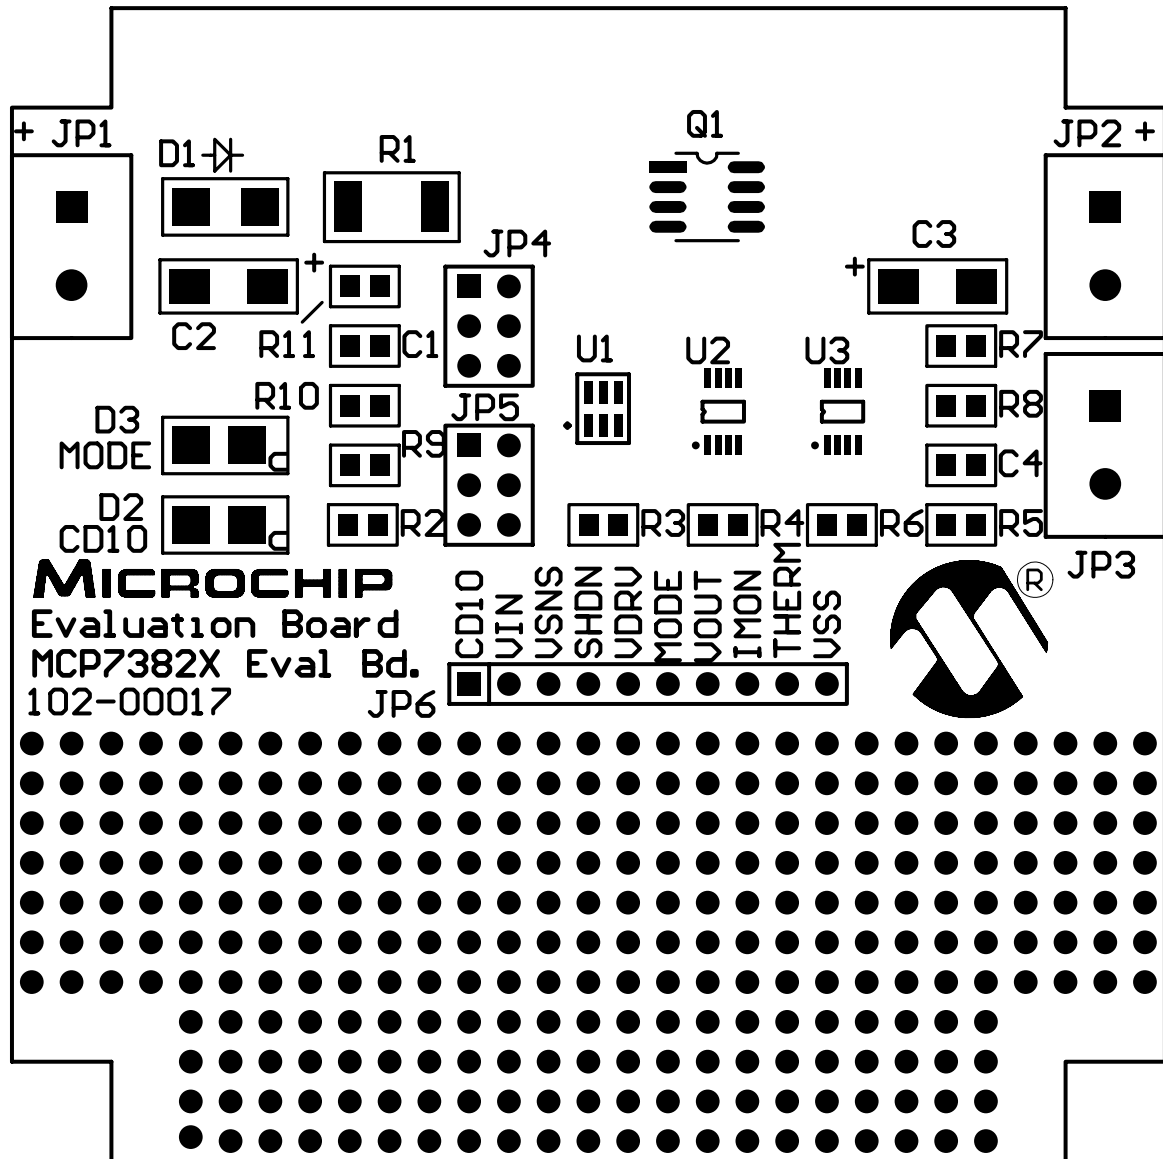 + JP1
D1
R1
Q1
JP2 +
JP4
+
C3
+
C2
R11
C1
U1
U2
U3
R7
R10
JP5
R8
D3
MODE
R9
C4
D2
CD10
R2
R3
R4
R6
R5
JP3
MICROCHIP
Evaluation Board
MCP7382X Eval Bd.
102-00017
JP6
CD10
VIN
VSNS
SHDN
VDRV
MODE
VOUT
IMON
THERM
VSS
®